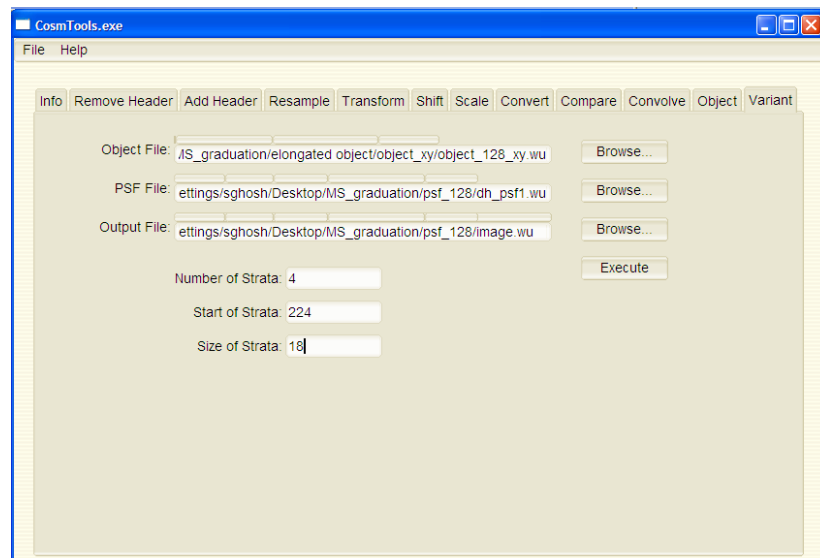 CosmTools.exe
File Help
Info Remove Header Add Header Resample Transform Shift Scale Convert Compare Convolve Object Variant
Object File: /MS_graduation/elongated object/object_xy/object_128_xy.wu Browse...
PSF File: ettings/sghosh/Desktop/MS_graduation/psf_128/dh_psf1.wu Browse...
Output File: ettings/sghosh/Desktop/MS_graduation/psf_128/image.wu Browse...
Execute
Number of Strata: 4
Start of Strata: 224
Size of Strata: 18